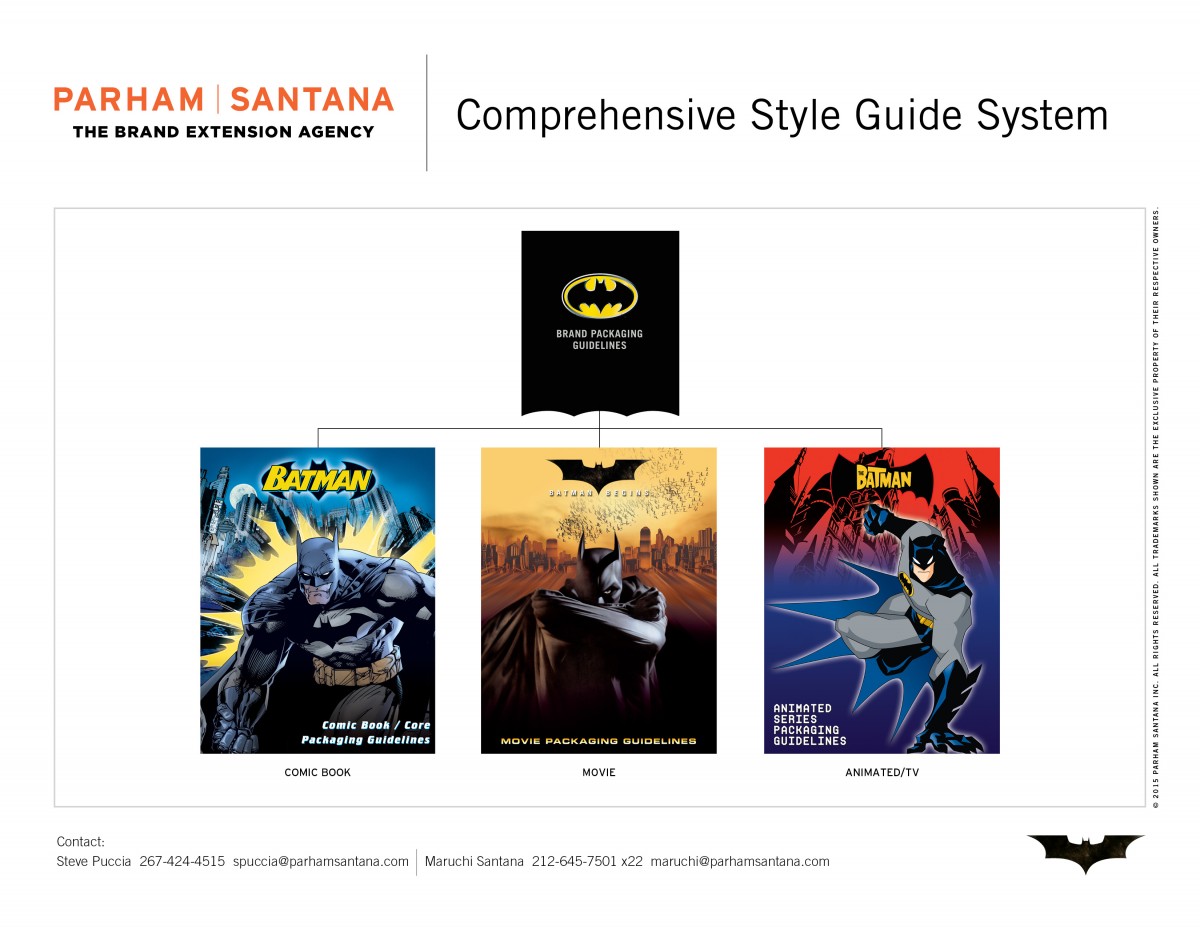 PARHAM | SANTANA
THE BRAND EXTENSION AGENCY
Comprehensive Style Guide System
BRAND PACKAGING
GUIDELINES
BATMAN
Comic Book / Core
Packaging Guidelines
COMIC BOOK
BATMAN BEGINS
MOVIE PACKAGING GUIDELINES
MOVIE
THE BATMAN
ANIMATED
SERIES
PACKAGING
GUIDELINES
ANIMATED/TV
© 2015 PARHAM SANTANA INC. ALL RIGHTS RESERVED. ALL TRADEMARKS SHOWN ARE THE EXCLUSIVE PROPERTY OF THEIR RESPECTIVE OWNERS.
Contact:
Steve Puccia 267-424-4515 spuccia@parhamsantana.com | Maruchi Santana 212-645-7501 x22 maruchi@parhamsantana.com